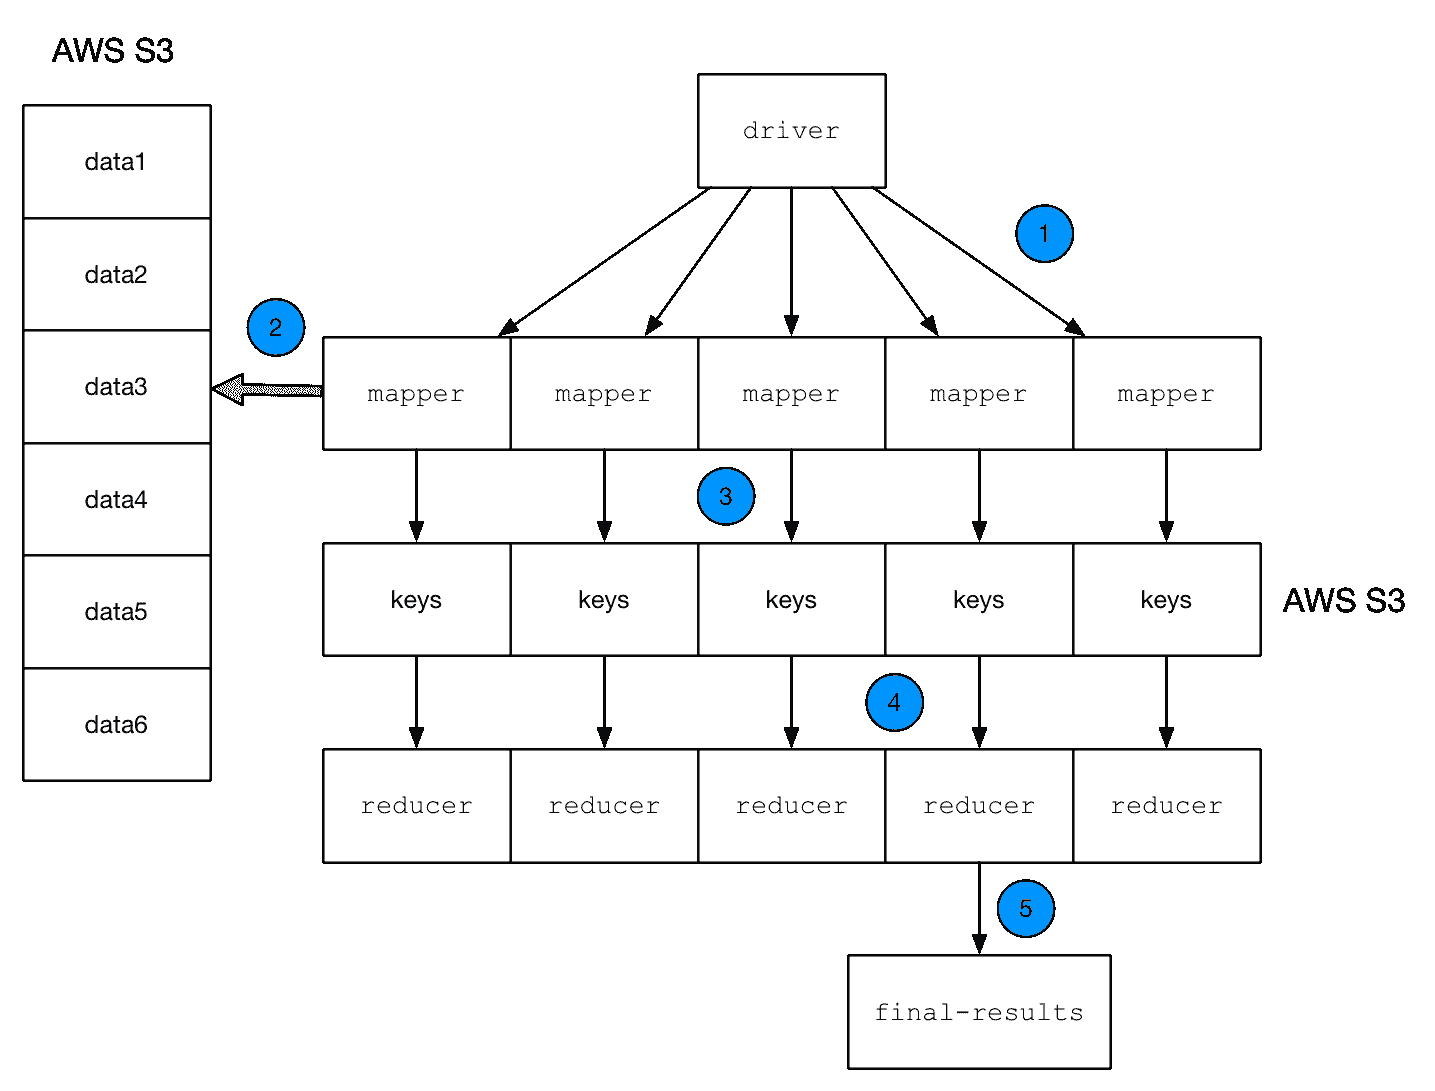 AWS S3
data1
data2
data3
data4
data5
data6
driver
1
2
mapper mapper mapper mapper mapper
3
keys keys keys keys keys
AWS S3
4
reducer reducer reducer reducer reducer
5
final-results